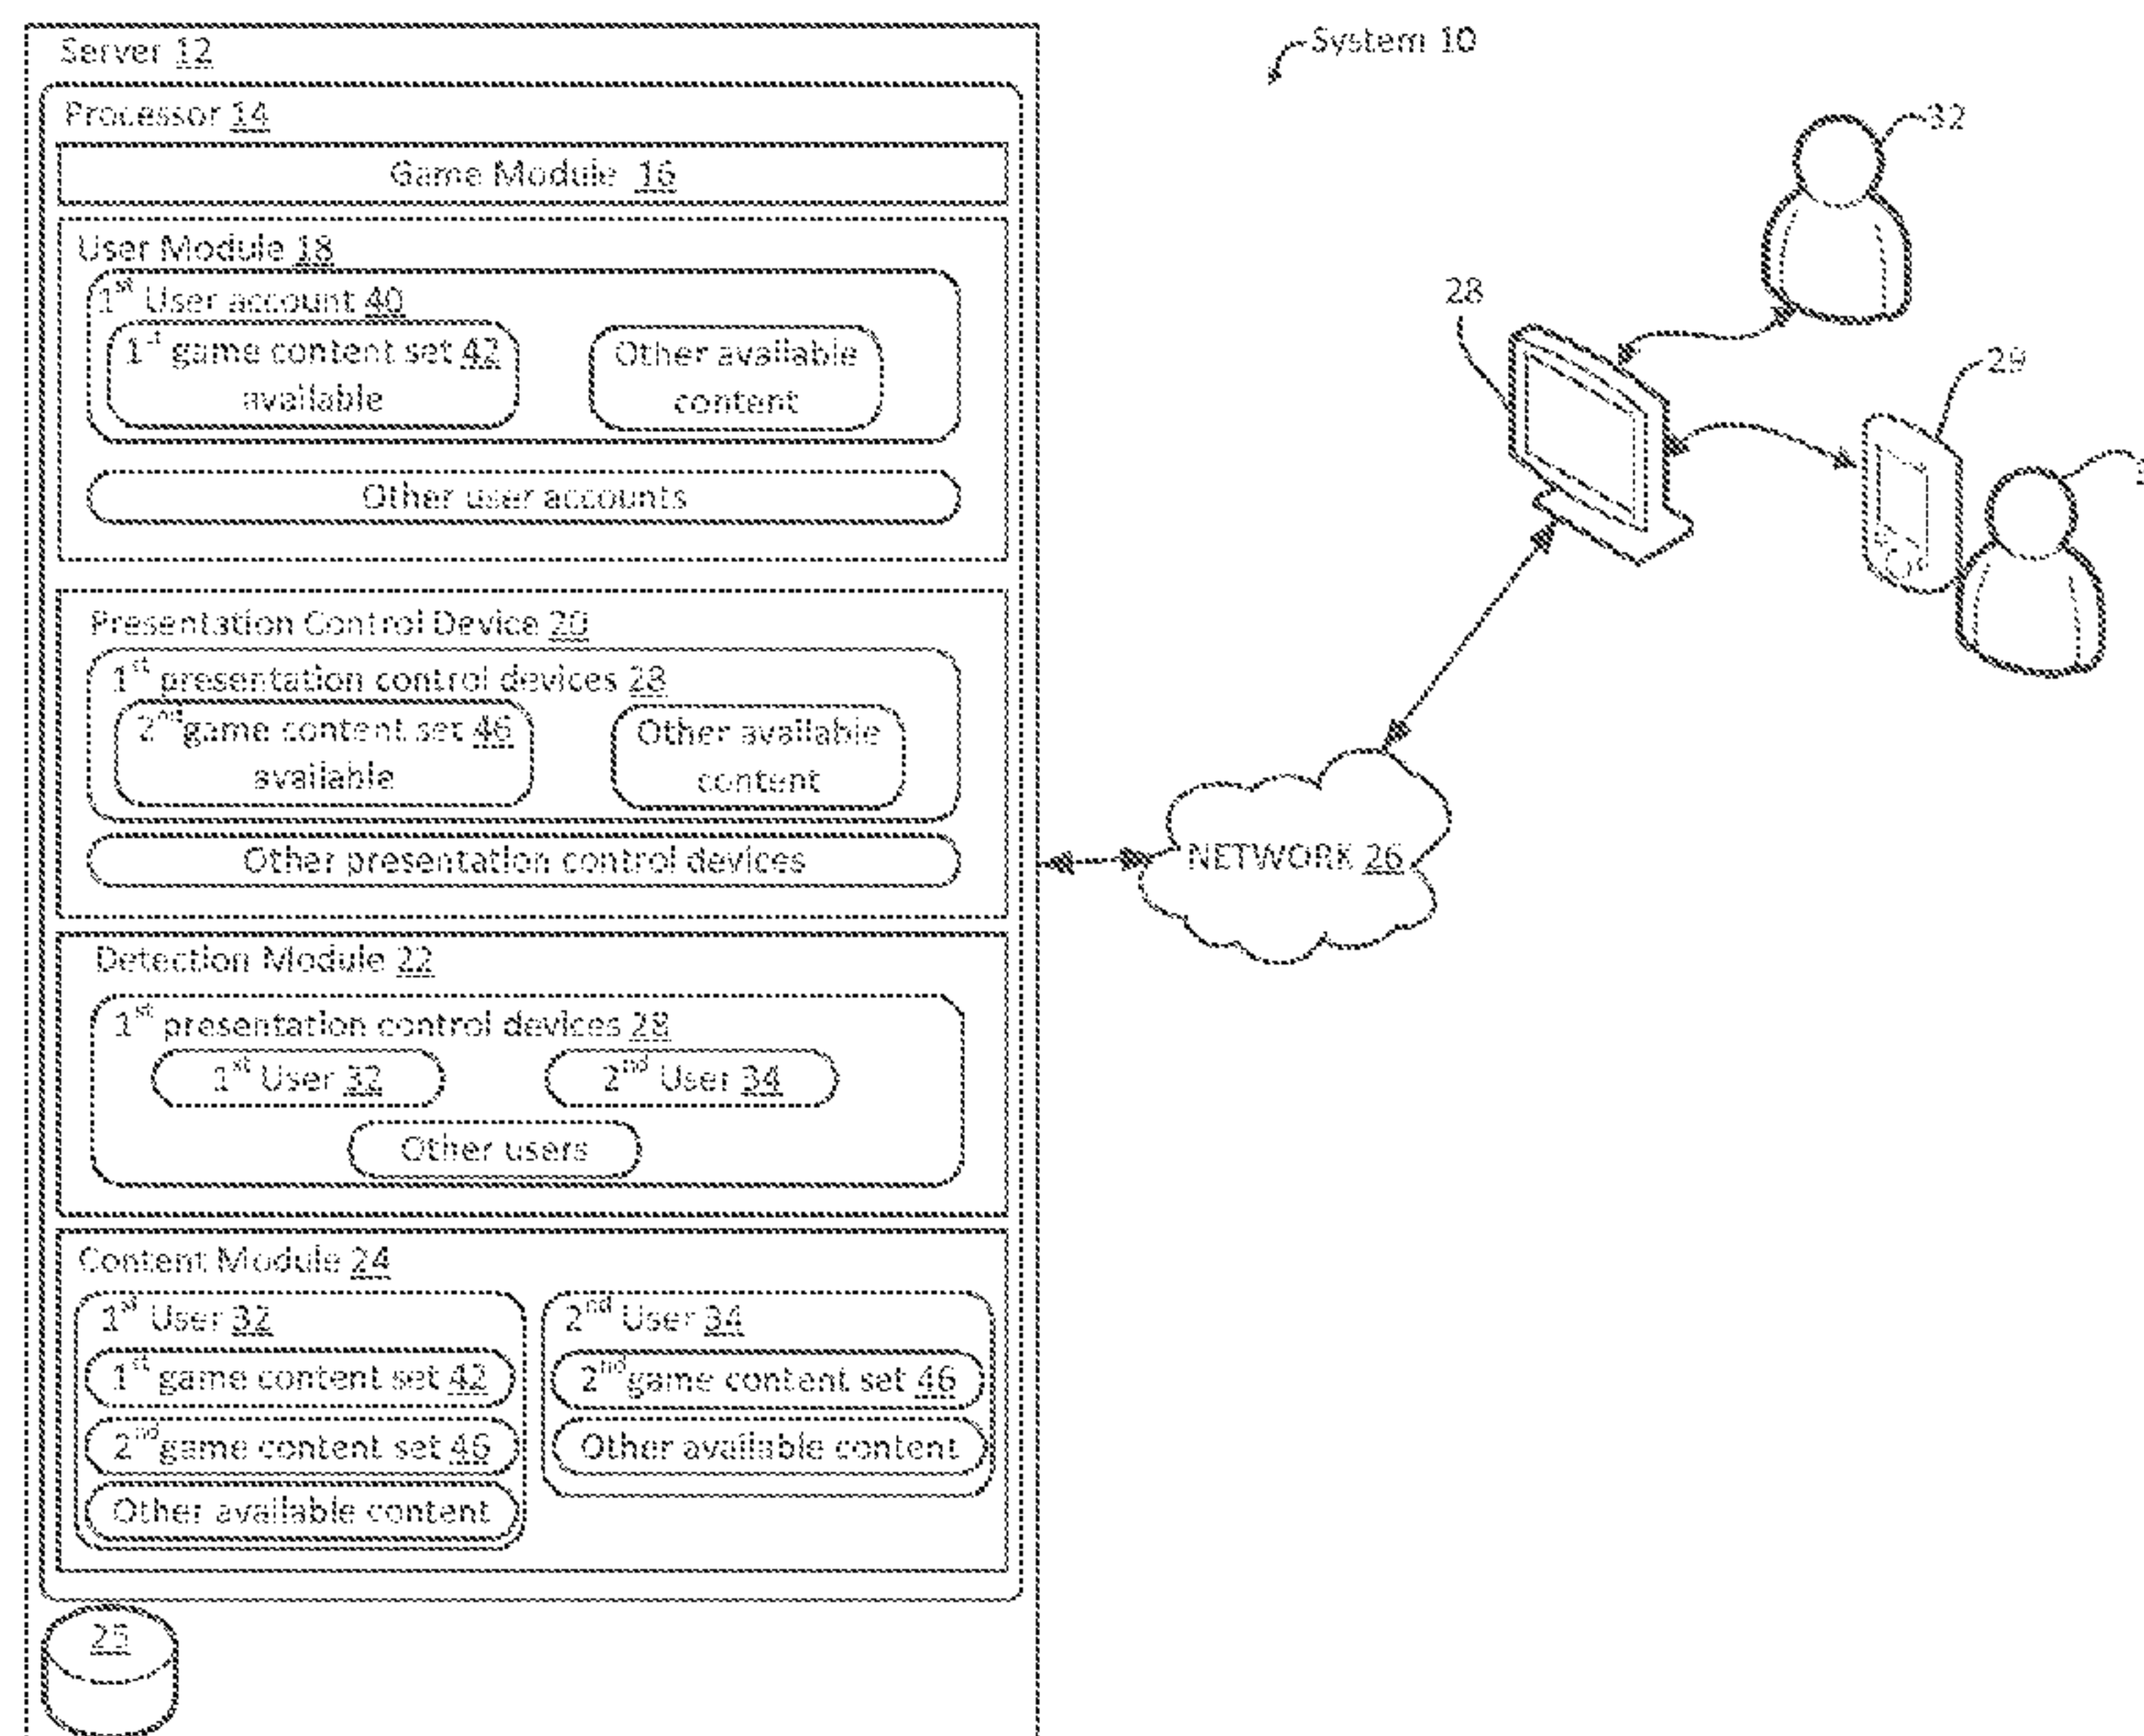 Server 12
Processor 14
Game Module 16
User Module 18
1st User account 40
1st game content set 42
available
Other available
content
Other user accounts
Presentation Control Device 20
1st presentation control devices 28
2nd game content set 46
available
Other available
content
Other presentation control devices
Detection Module 22
1st presentation control devices 28
1st User 32
2nd User 34
Other users
Content Module 24
1st User 32
1st game content set 42
2nd game content set 46
Other available content
2nd User 34
2nd game content set 46
Other available content
25
System 10
32
28
29
NETWORK 26